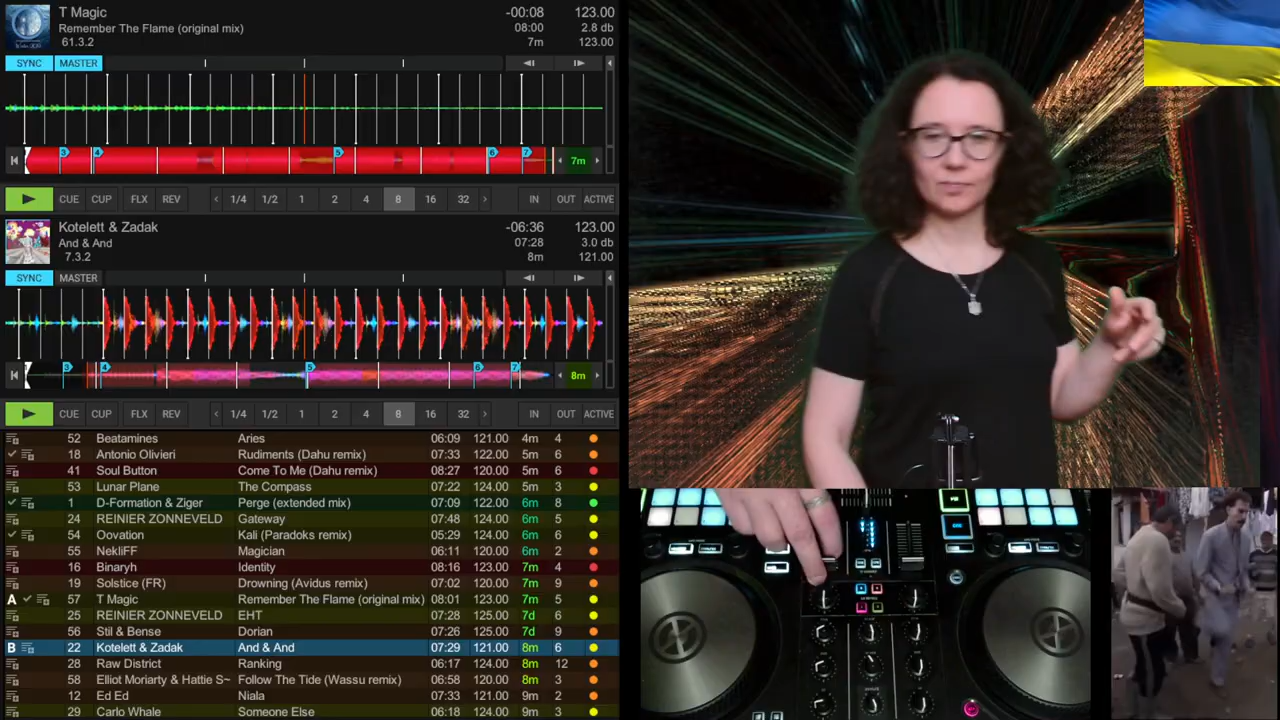 T Magic -00:08 123.00
Remember The Flame (original mix) 08:00 2.8 db
61.3.2 7m 123.00
SYNC MASTER
3 4 5 6 7 7m
CUE CUP FLX REV 1/4 1/2 1 2 4 8 16 32 IN OUT ACTIVE
Kotelett & Zadak -06:36 123.00
And & And 07:28 3.0 db
7.3.2 8m 121.00
SYNC MASTER
3 4 5 6 7 8m
CUE CUP FLX REV 1/4 1/2 1 2 4 8 16 32 IN OUT ACTIVE
52 Beatamines Aries 06:09 121.00 4m 4
18 Antonio Olivieri Rudiments (Dahu remix) 07:33 122.00 5m 6
41 Soul Button Come To Me (Dahu remix) 08:27 120.00 5m 6
53 Lunar Plane The Compass 07:22 124.00 5m 3
1 D-Formation & Ziger Perge (extended mix) 07:09 122.00 6m 8
24 REINIER ZONNEVELD Gateway 07:48 124.00 6m 5
54 Oovation Kali (Paradoks remix) 05:29 124.00 6m 6
55 NekliFF Magician 06:11 120.00 6m 2
16 Binaryh Identity 08:16 123.00 7m 4
19 Solstice (FR) Drowning (Avidus remix) 07:02 120.00 7m 9
A 57 T Magic Remember The Flame (original mix) 08:01 123.00 7m 5
25 REINIER ZONNEVELD EHT 07:28 125.00 7d 6
56 Stil & Bense Dorian 07:26 125.00 7d 9
B 22 Kotelett & Zadak And & And 07:29 121.00 8m 6
28 Raw District Ranking 06:17 124.00 8m 12
58 Elliot Moriarty & Hattie S~ Follow The Tide (Wassu remix) 06:58 120.00 8m 3
12 Ed Ed Niala 07:33 121.00 9m 2
29 Carlo Whale Someone Else 06:18 124.00 9m 3